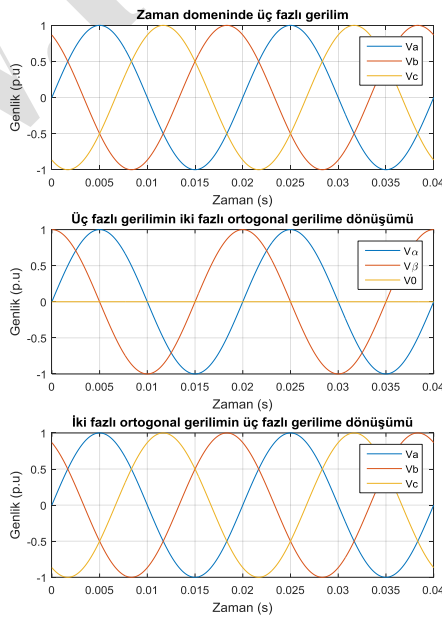 Zaman domeninde üç fazlı gerilim
1
0.5
0
-0.5
-1
Genlik (p.u)
Va
Vb
Vc
0 0.005 0.01 0.015 0.02 0.025 0.03 0.035 0.04
Zaman (s)
Üç fazlı gerilimin iki fazlı ortogonal gerilime dönüşümü
1
0.5
0
-0.5
-1
Genlik (p.u)
Vα
Vβ
V0
0 0.005 0.01 0.015 0.02 0.025 0.03 0.035 0.04
Zaman (s)
İki fazlı ortogonal gerilimin üç fazlı gerilime dönüşümü
1
0.5
0
-0.5
-1
Genlik (p.u)
Va
Vb
Vc
0 0.005 0.01 0.015 0.02 0.025 0.03 0.035 0.04
Zaman (s)